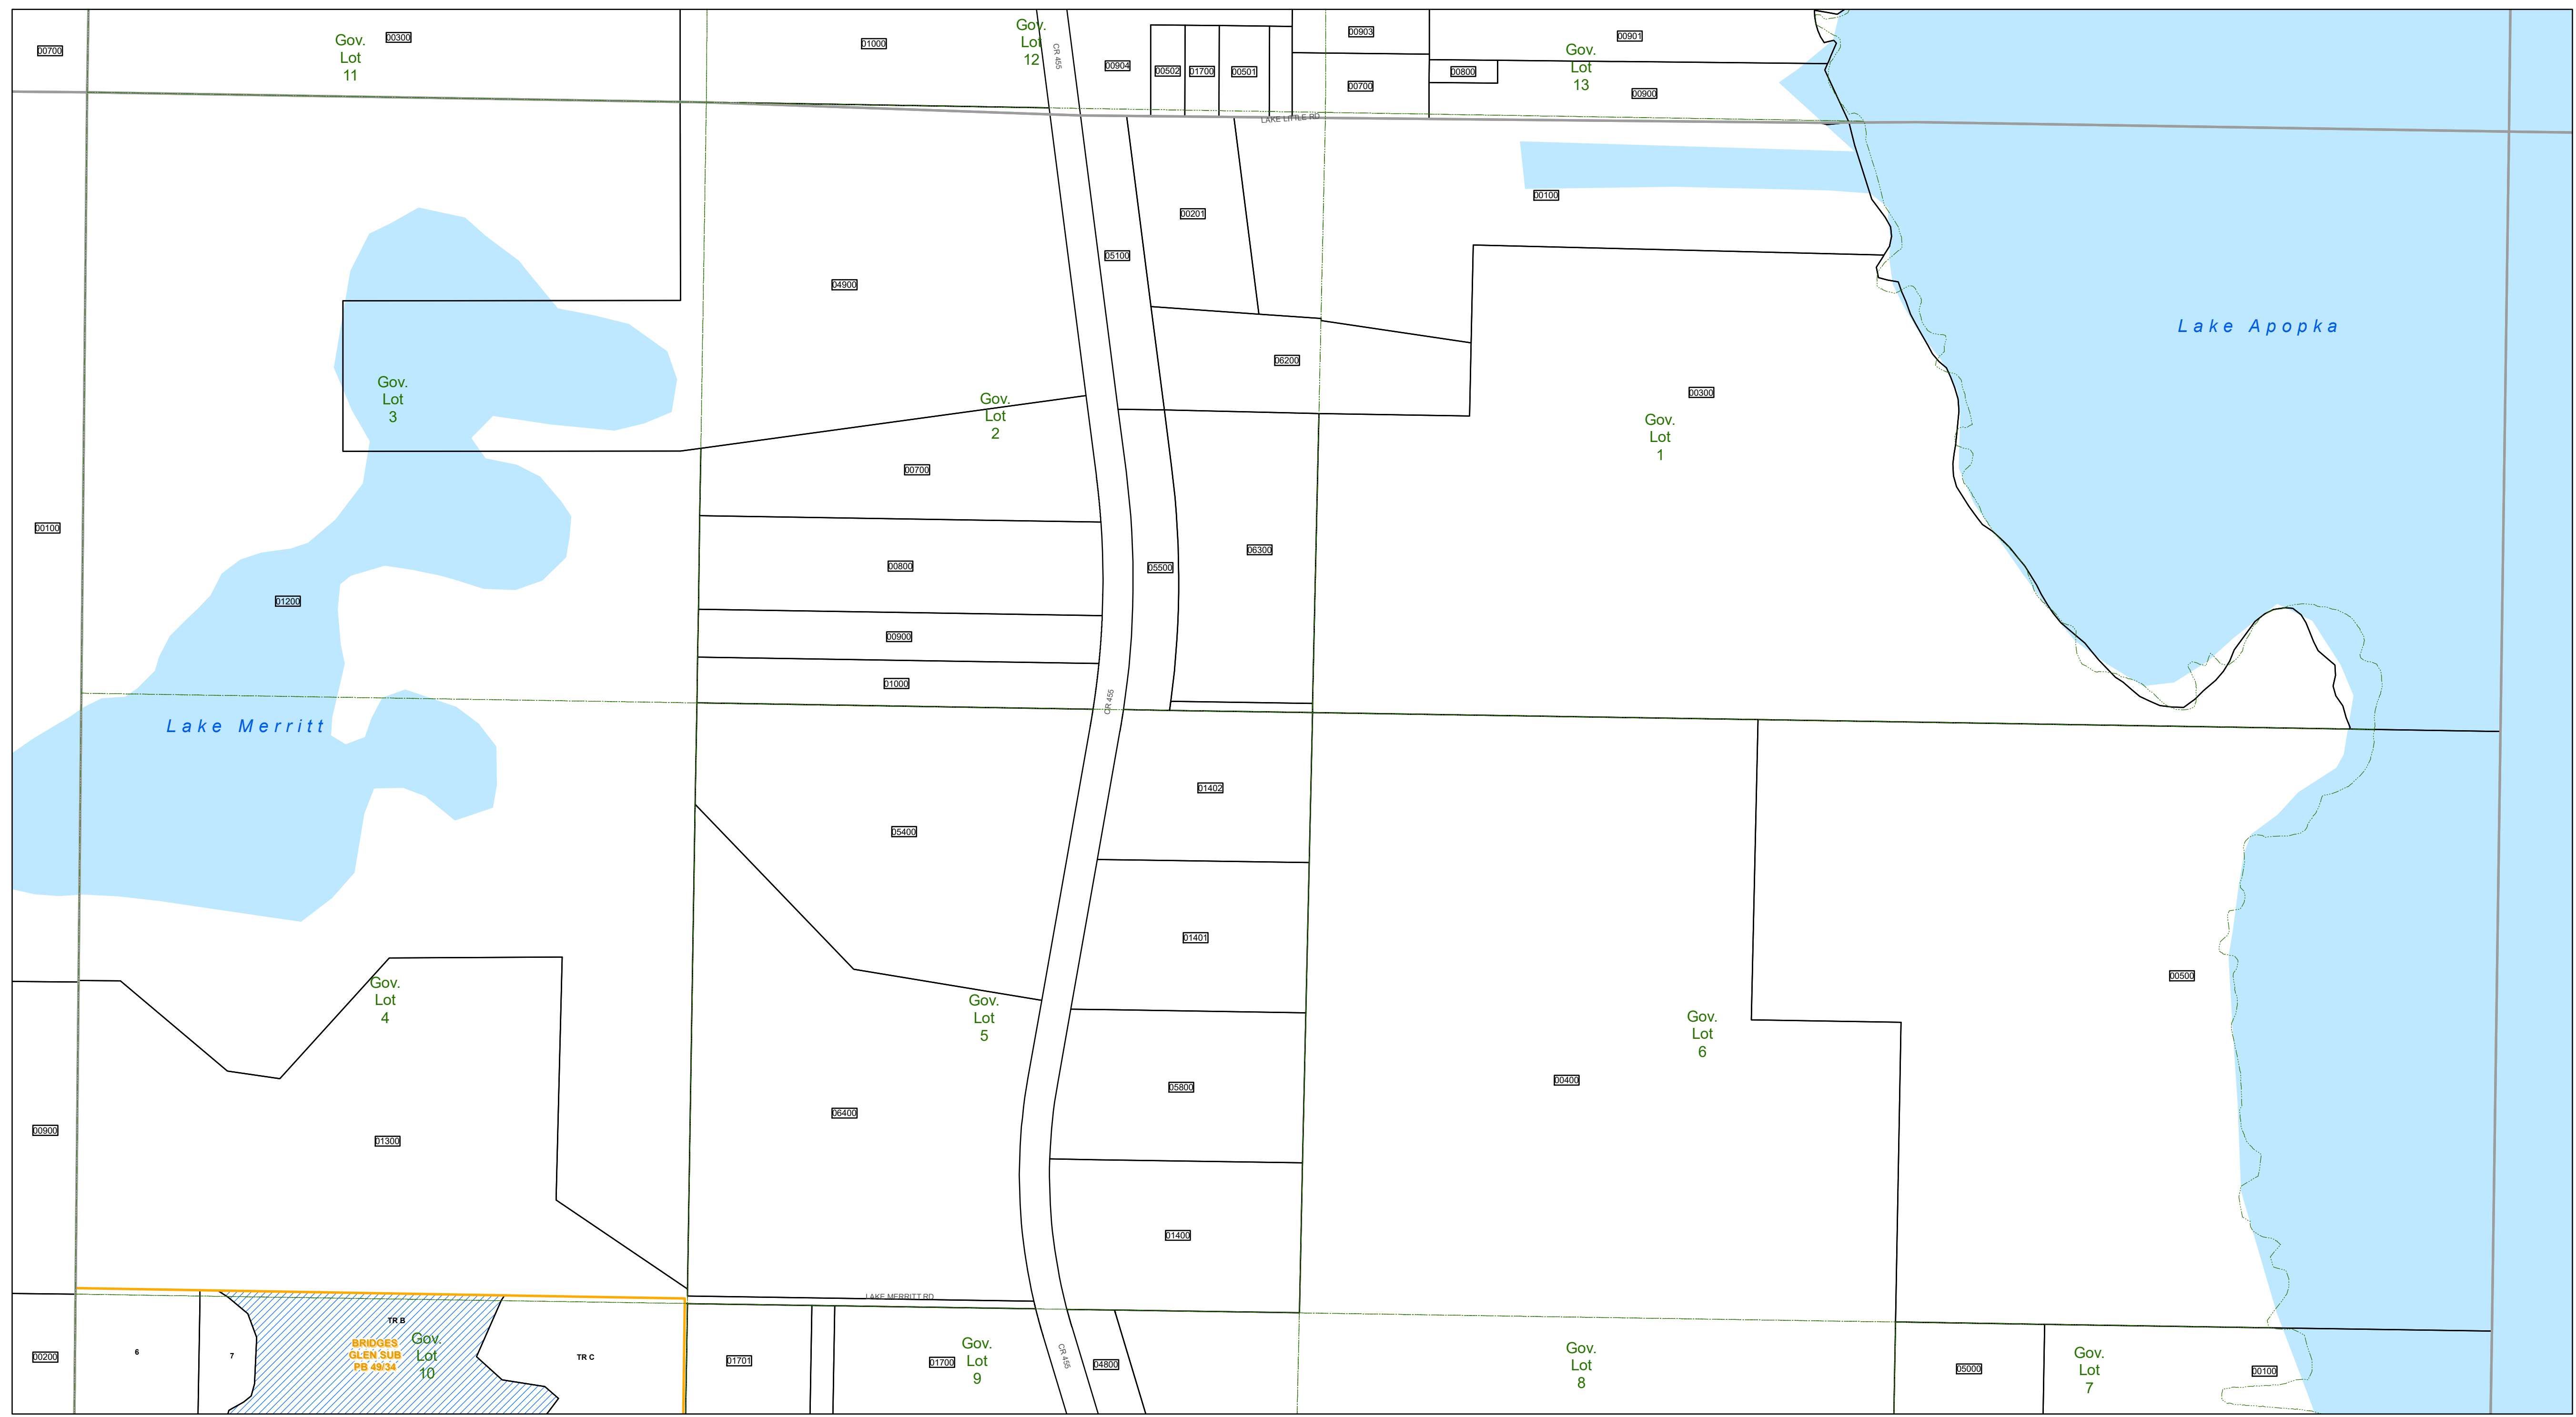 00700
Gov.
Lot
11
00300
01000
Gov.
Lot
12
CR 455
00904
00502
01700
00501
00903
00700
00901
Gov.
Lot
13
00800
00900
LAKE LITTLE RD
00100
00201
05100
04900
06200
Lake Apopka
Gov.
Lot
3
Gov.
Lot
2
00300
Gov.
Lot
1
00700
00100
06300
00800
05500
01200
00900
01000
CR 455
Lake Merritt
01402
05400
01401
00500
Gov.
Lot
4
Gov.
Lot
5
Gov.
Lot
6
00400
05800
06400
00900
01300
01400
LAKE MERRITT RD
TR B
BRIDGES
GLEN SUB
PB 49/34
Gov.
Lot
10
00200
6
7
TR C
01701
01700
Gov.
Lot
9
CR 455
04800
Gov.
Lot
8
05000
Gov.
Lot
7
00100